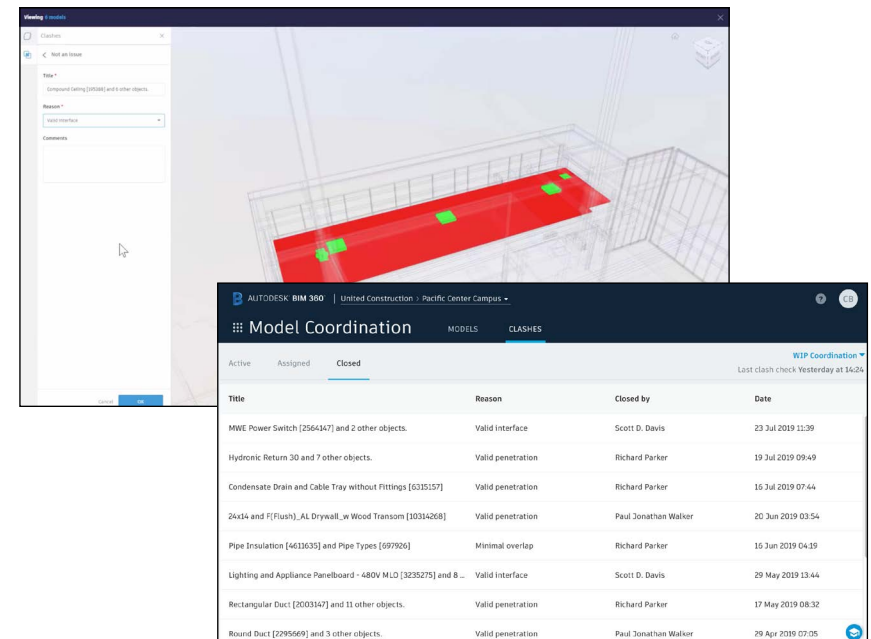 Viewing 6 models
Clashes
Not an issue
Title *
Compound Ceiling [105268] and 6 other objects.
Reason *
Valid interface
Comments
Cancel
OK
AUTODESK BIM 360 | United Construction > Pacific Center Campus
CB
Model Coordination MODELS CLASHES
Active Assigned Closed WIP Coordination
Last clash check Yesterday at 14:24
Title Reason Closed by Date
MWE Power Switch [2564147] and 2 other objects. Valid interface Scott D. Davis 23 Jul 2019 11:39
Hydronic Return 30 and 7 other objects. Valid penetration Richard Parker 19 Jul 2019 09:49
Condensate Drain and Cable Tray without Fittings [6315157] Valid penetration Richard Parker 16 Jul 2019 07:44
24x14 and F(Flush)_AL Drywall_w Wood Transom [10314268] Valid penetration Paul Jonathan Walker 20 Jun 2019 03:54
Pipe Insulation [4611635] and Pipe Types [697926] Minimal overlap Richard Parker 16 Jun 2019 04:19
Lighting and Appliance Panelboard - 480V MLO [3235275] and 8 ... Valid interface Scott D. Davis 29 May 2019 13:44
Rectangular Duct [2003147] and 11 other objects. Valid penetration Richard Parker 17 May 2019 08:32
Round Duct [2295669] and 3 other objects. Valid penetration Paul Jonathan Walker 29 Apr 2019 07:05